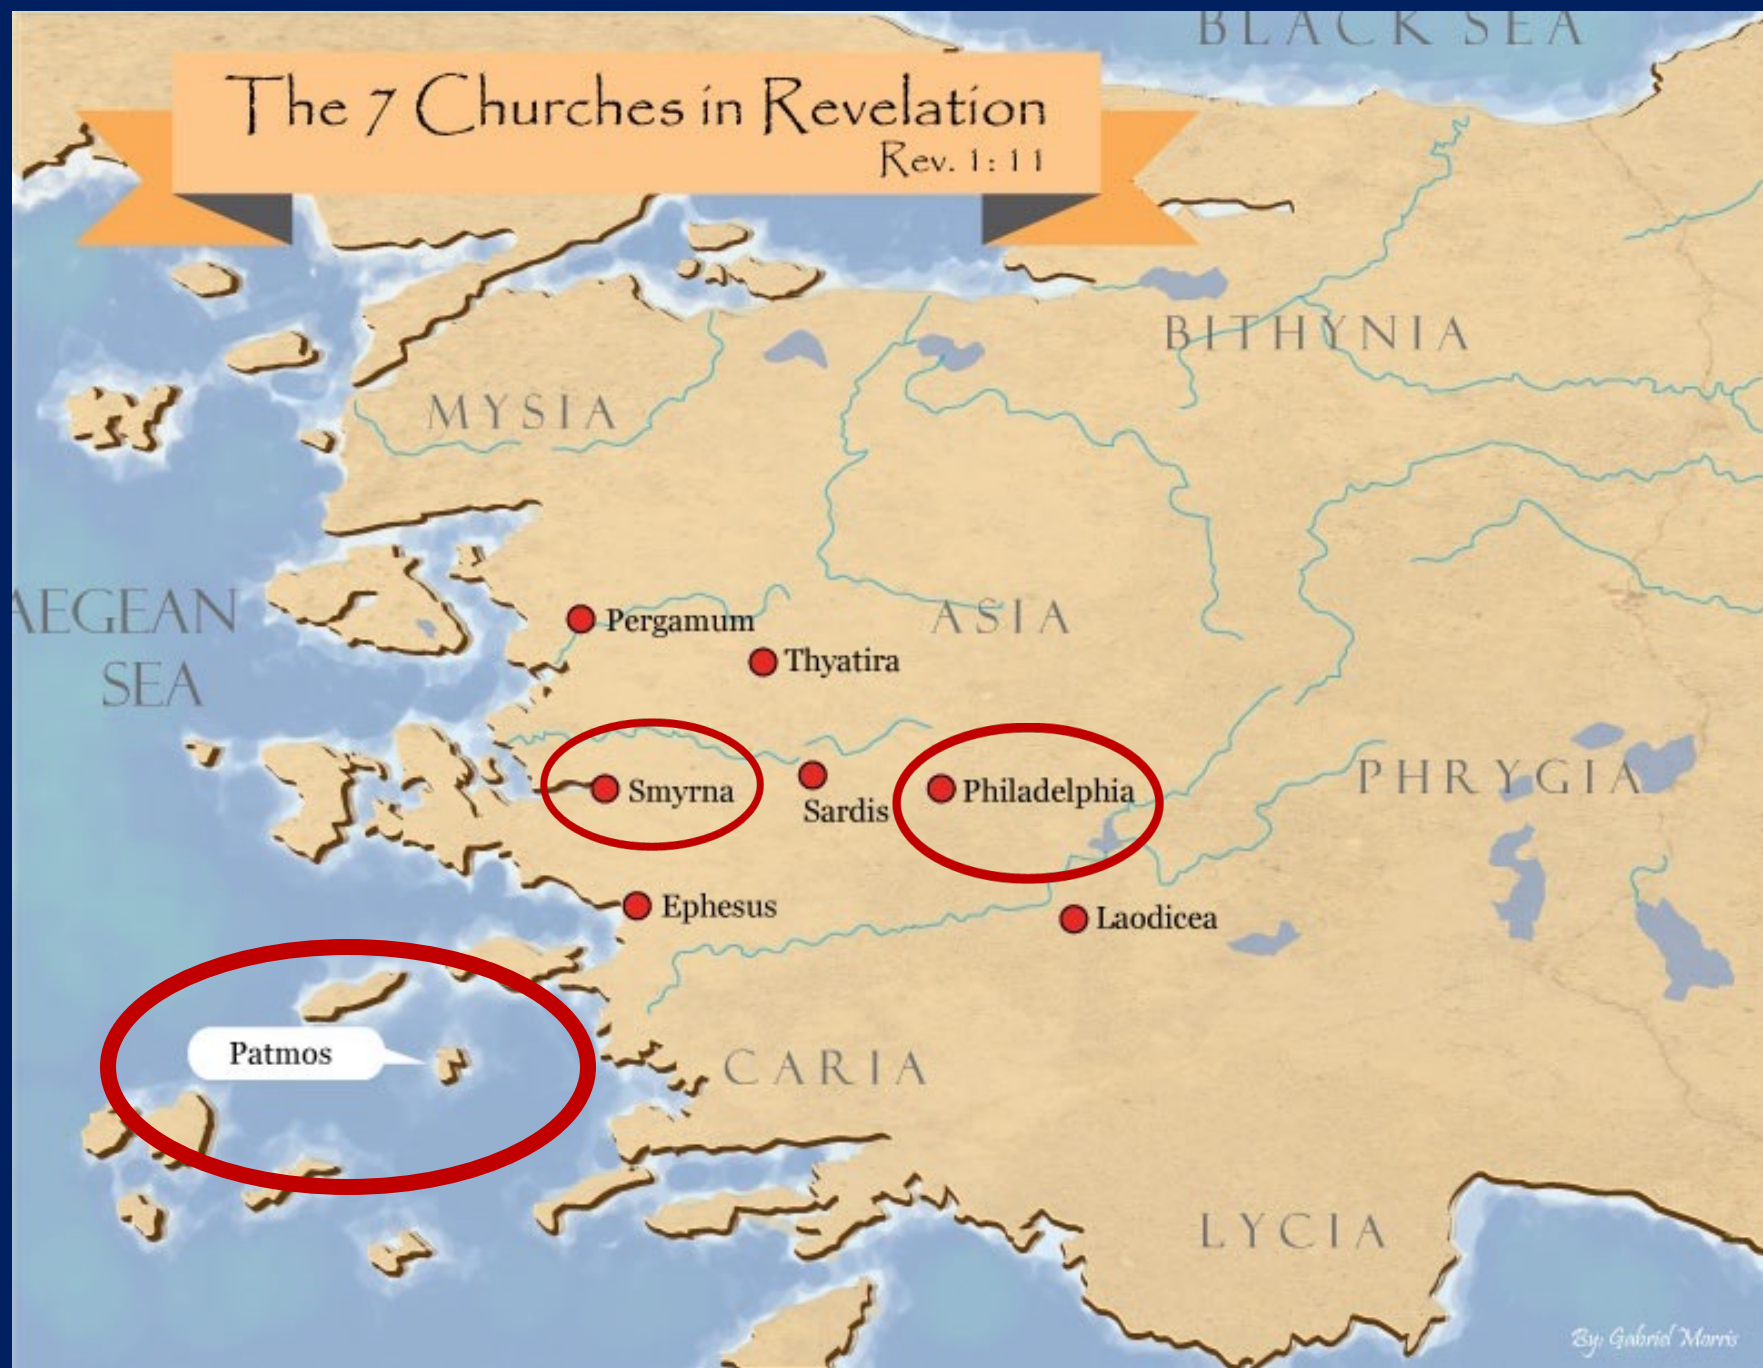 BLACK SEA
The 7 Churches in Revelation
Rev. 1:11
BITHYNIA
MYSIA
AEGEAN
SEA
Pergamum
ASIA
Thyatira
Smyrna
Sardis
Philadelphia
PHRYGIA
Ephesus
Laodicea
Patmos
CARIA
LYCIA
By: Gabriel Morris